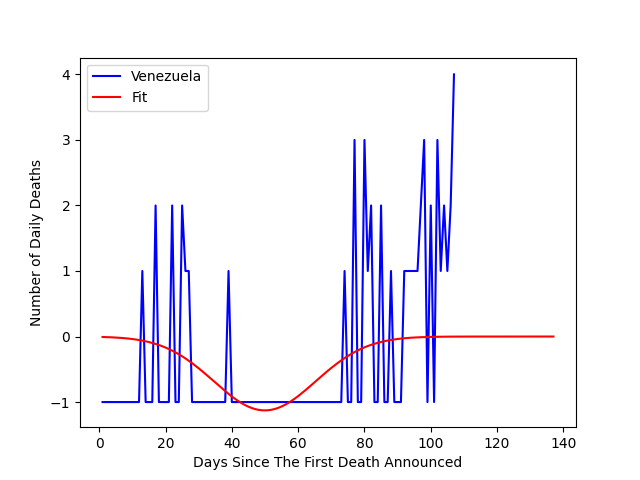 Venezuela
Fit
Number of Daily Deaths
4
3
2
1
0
−1
0 20 40 60 80 100 120 140
Days Since The First Death Announced